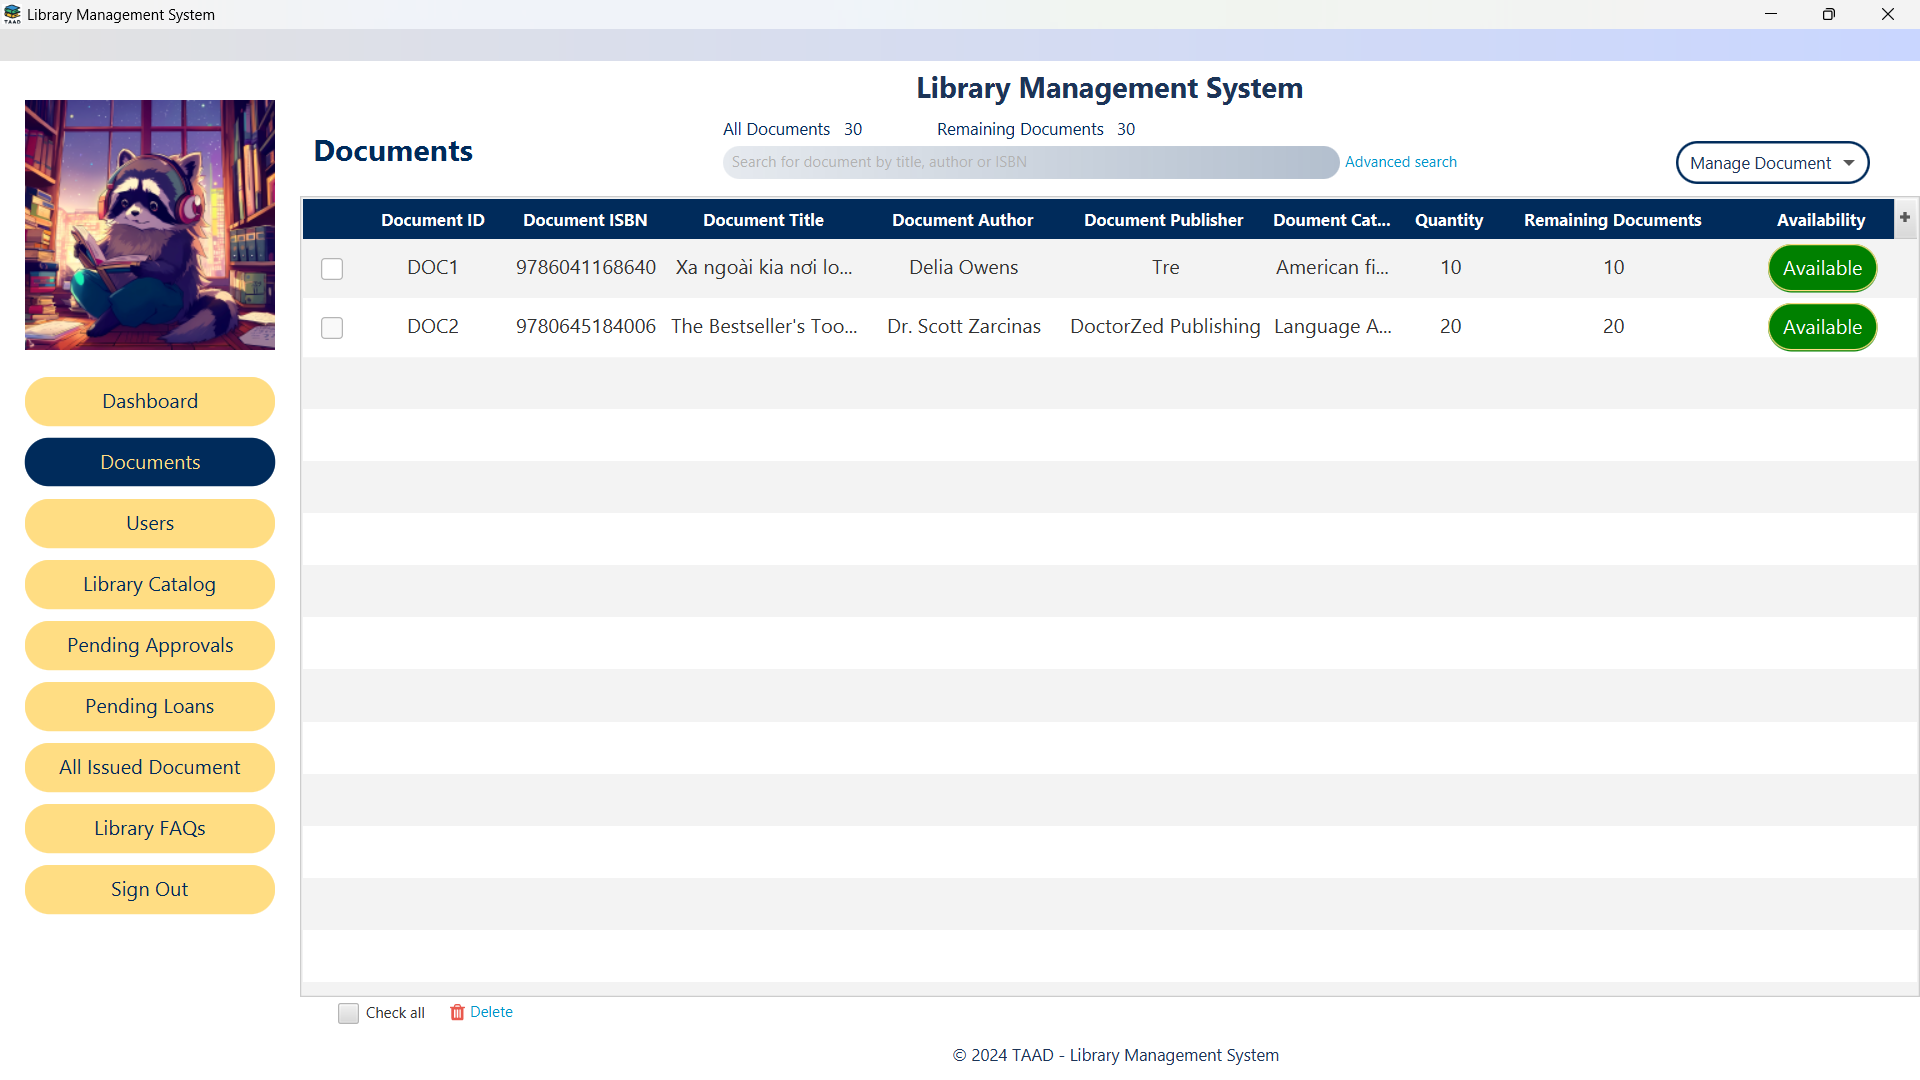 Library Management System
Library Management System
All Documents 30 Remaining Documents 30
Documents
Search for document by title, author or ISBN Advanced search
Manage Document
Document ID Document ISBN Document Title Document Author Document Publisher Doument Cat... Quantity Remaining Documents Availability +
DOC1 9786041168640 Xa ngoài kia nơi lo... Delia Owens Tre American fi... 10 10 Available
DOC2 9780645184006 The Bestseller's Too... Dr. Scott Zarcinas DoctorZed Publishing Language A... 20 20 Available
Dashboard
Documents
Users
Library Catalog
Pending Approvals
Pending Loans
All Issued Document
Library FAQs
Sign Out
Check all Delete
© 2024 TAAD - Library Management System